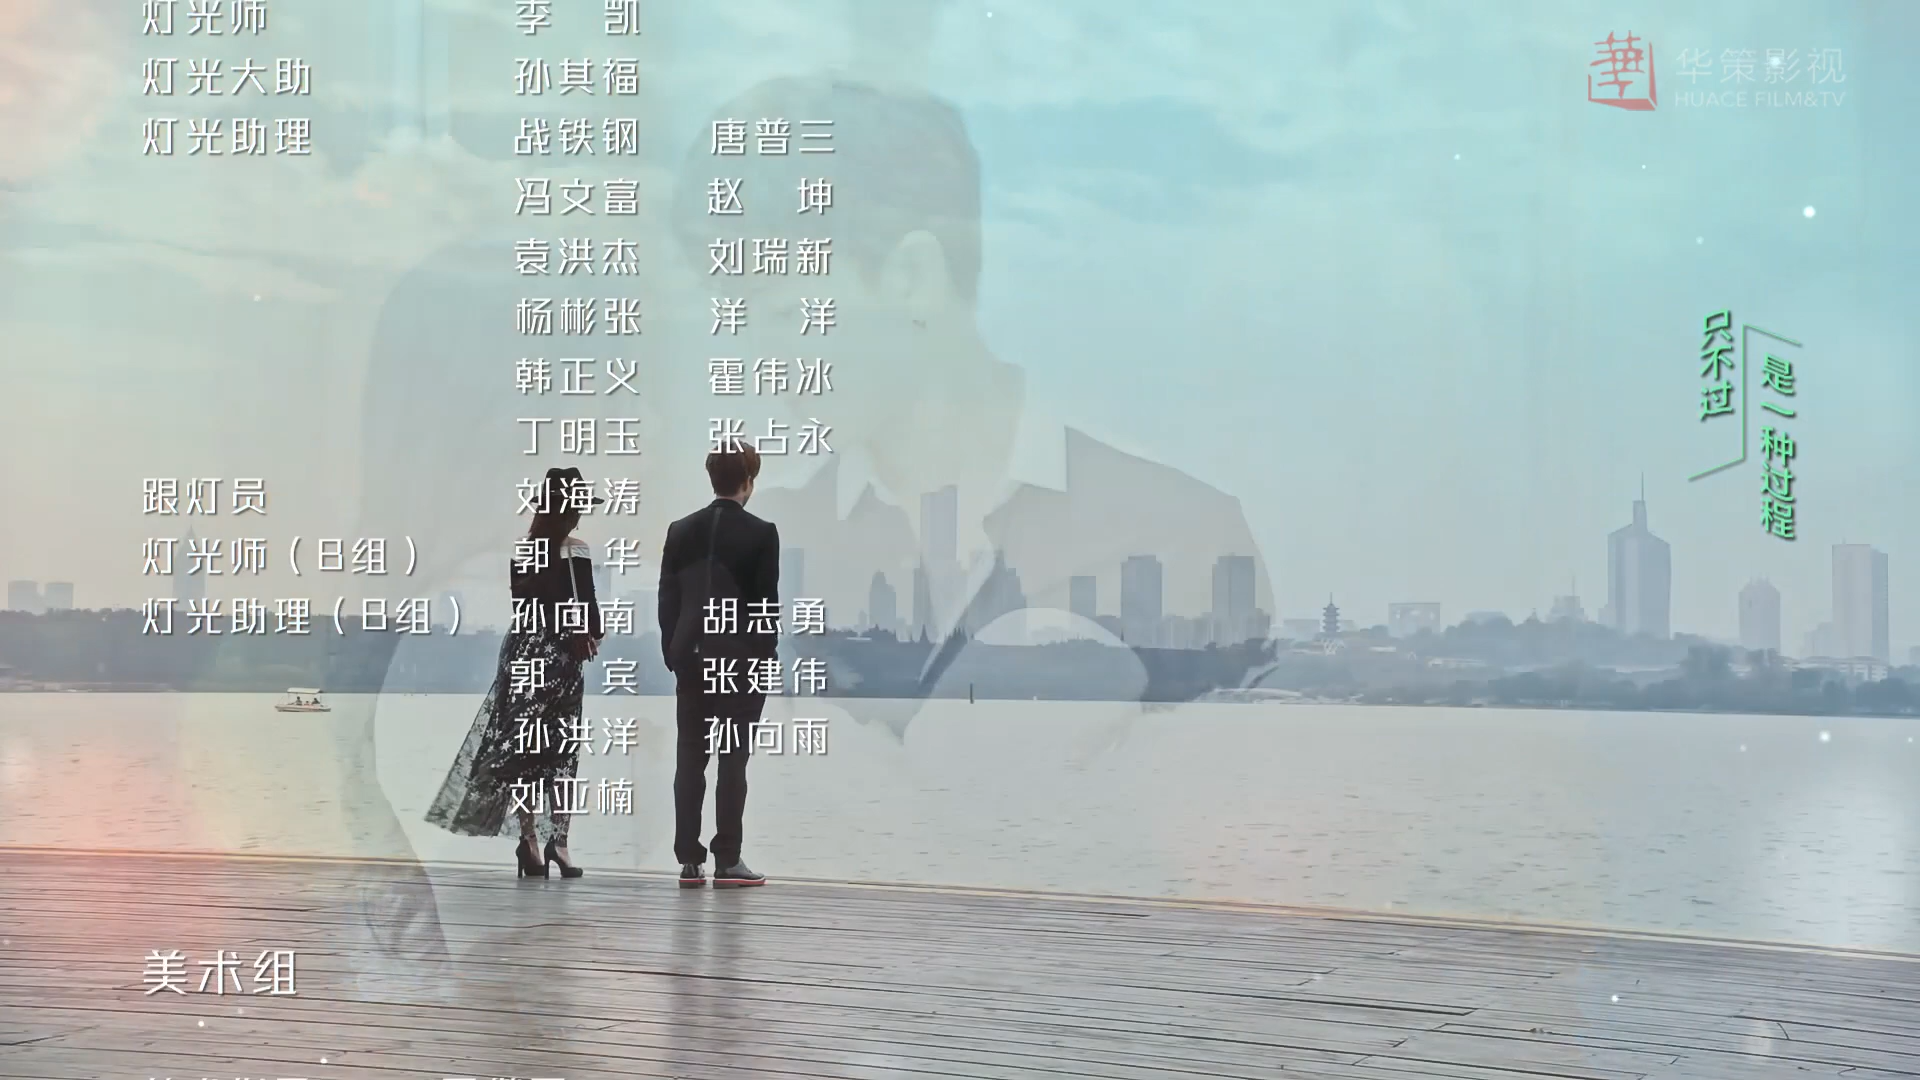 灯光师 李 凯
灯光大助 孙其福
灯光助理 战铁钢 唐普三
冯文富 赵 坤
袁洪杰 刘瑞新
杨彬张 洋 洋
韩正义 霍伟冰
丁明玉 张占永
跟灯员 刘海涛
灯光师（B组） 郭 华
灯光助理（B组） 孙向南 胡志勇
郭 宾 张建伟
孙洪洋 孙向雨
刘亚楠
美术组
華 华策影视
HUACE FILM&TV
只不过
是一种过程